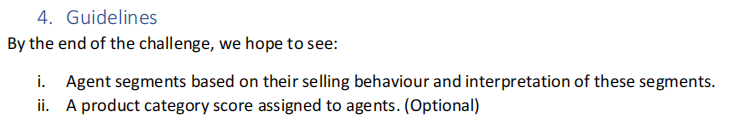 4. Guidelines
By the end of the challenge, we hope to see:
i. Agent segments based on their selling behaviour and interpretation of these segments.
ii. A product category score assigned to agents. (Optional)